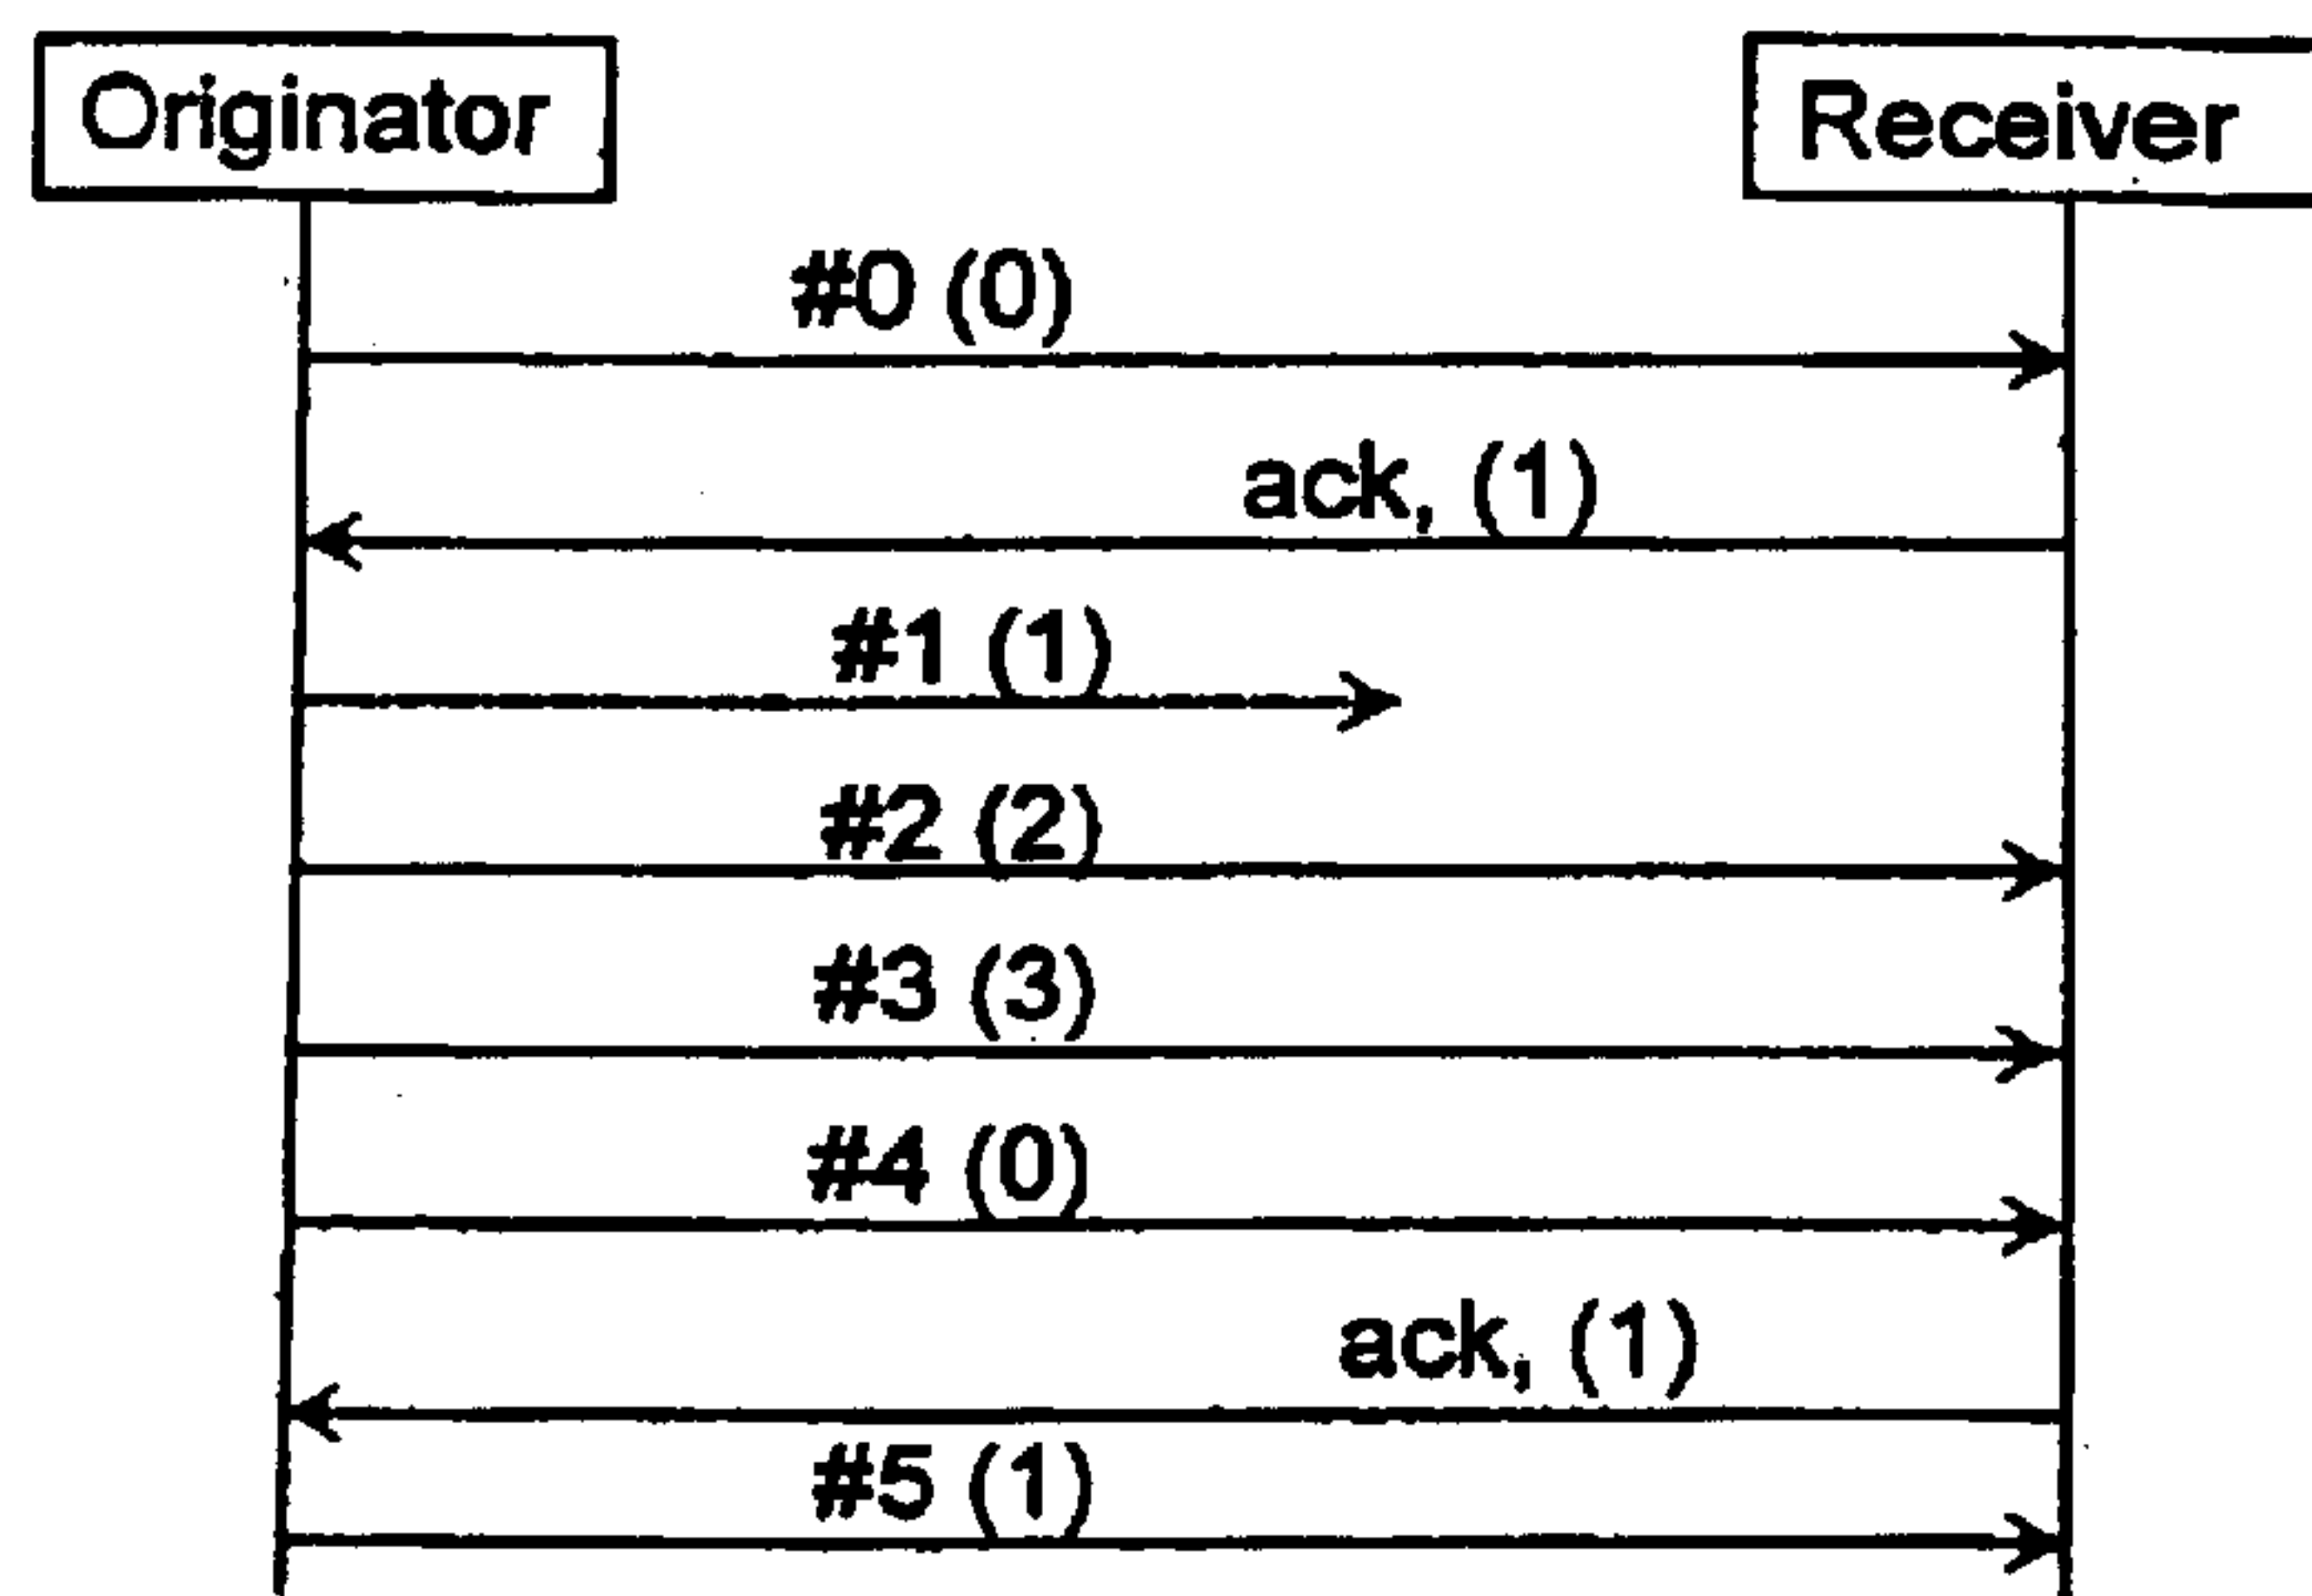 Originator
Receiver
#0 (0)
ack, (1)
#1 (1)
#2 (2)
#3 (3)
#4 (0)
ack, (1)
#5 (1)